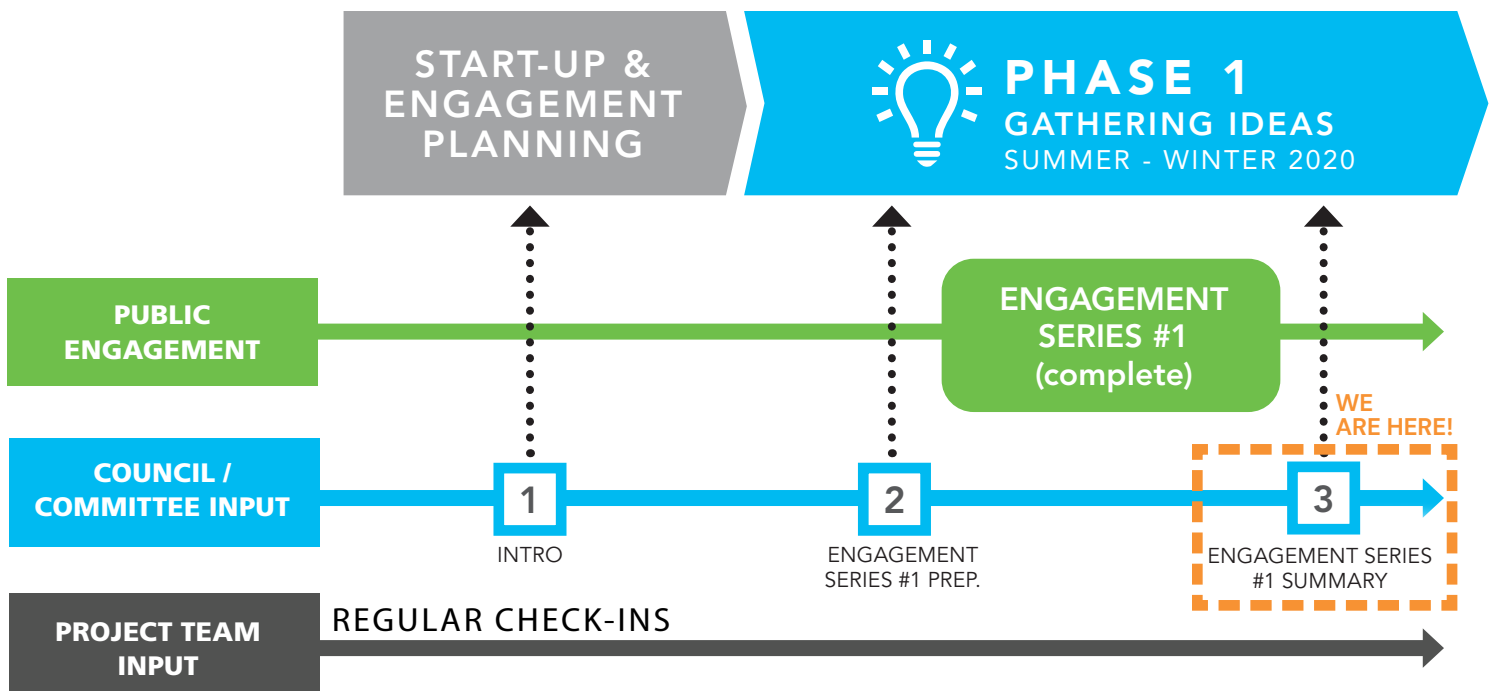 START-UP &
ENGAGEMENT
PLANNING
PHASE 1
GATHERING IDEAS
SUMMER - WINTER 2020
PUBLIC
ENGAGEMENT
ENGAGEMENT
SERIES #1
(complete)
WE
ARE HERE!
COUNCIL /
COMMITTEE INPUT
1
INTRO
2
ENGAGEMENT
SERIES #1 PREP.
3
ENGAGEMENT SERIES
#1 SUMMARY
PROJECT TEAM
INPUT
REGULAR CHECK-INS